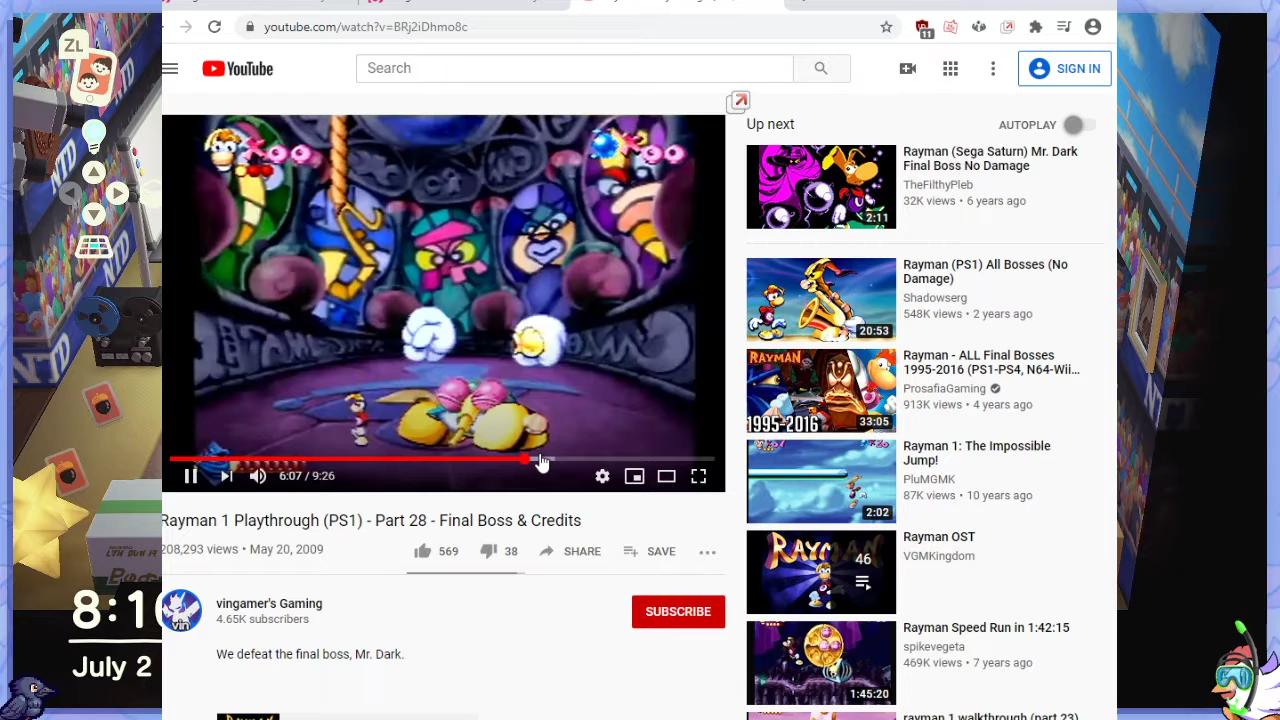 youtube.com/watch?v=BRj2iDhmo8c
11
ZL
YouTube
Search
SIGN IN
Up next
AUTOPLAY
Rayman (Sega Saturn) Mr. Dark
Final Boss No Damage
TheFilthyPleb
32K views • 6 years ago
2:11
Rayman (PS1) All Bosses (No
Damage)
Shadowserg
548K views • 2 years ago
20:53
RAYMAN
1995-2016
33:05
Rayman - ALL Final Bosses
1995-2016 (PS1-PS4, N64-Wii...
ProsafiaGaming
913K views • 4 years ago
Rayman 1: The Impossible
Jump!
PluMGMK
87K views • 10 years ago
2:02
6:07 / 9:26
Rayman 1 Playthrough (PS1) - Part 28 - Final Boss & Credits
208,293 views • May 20, 2009
569
38
SHARE
SAVE
RAYMAN
46
Rayman OST
VGMKingdom
vingamer's Gaming
4.65K subscribers
SUBSCRIBE
We defeat the final boss, Mr. Dark.
Rayman Speed Run in 1:42:15
spikevegeta
469K views • 7 years ago
1:45:20
rayman 1 walkthrough (part 23)
8:1
July 2
NTD